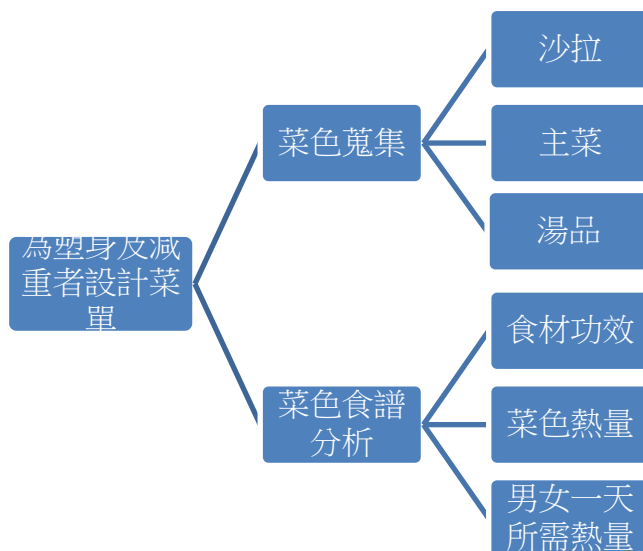 為塑身及減
重者設計菜
單
菜色蒐集
沙拉
主菜
湯品
菜色食譜
分析
食材功效
菜色熱量
男女一天
所需熱量